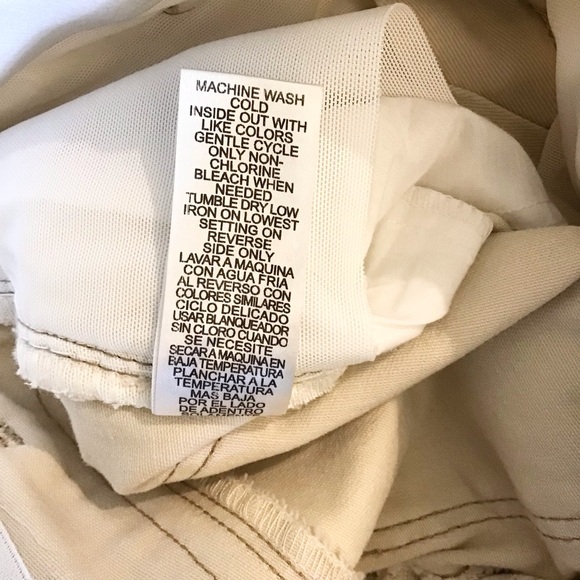 MACHINE WASH
COLD
INSIDE OUT WITH
LIKE COLORS
GENTLE CYCLE
ONLY NON-
CHLORINE
BLEACH WHEN
NEEDED
TUMBLE DRY LOW
IRON ON LOWEST
SETTING ON
REVERSE
SIDE ONLY
LAVAR A MAQUINA
CON AGUA FRIA
AL REVERSO CON
COLORES SIMILARES
CICLO DELICADO
USAR BLANQUEADOR
SIN CLORO CUANDO
SE NECESITE
SECAR A MAQUINA EN
BAJA TEMPERATURA
PLANCHAR A LA
TEMPERATURA
MAS BAJA
POR EL LADO
DE ADENTRO